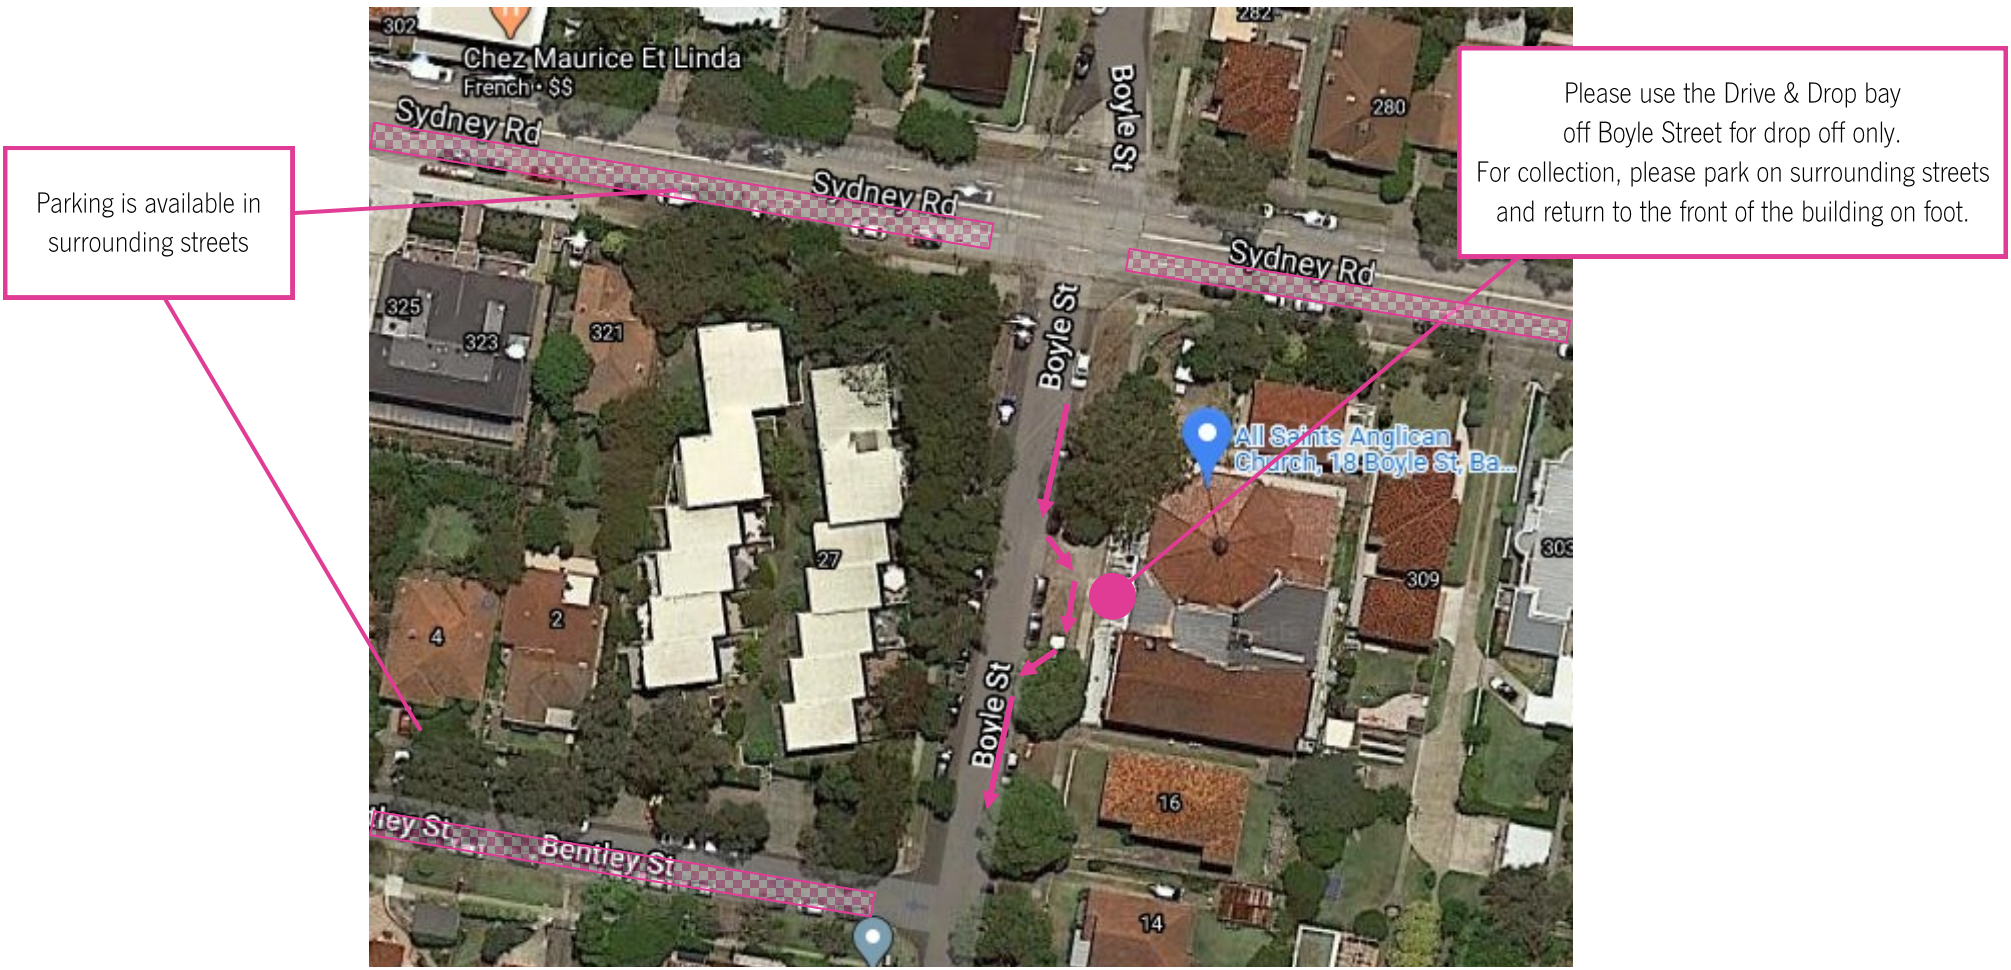 302
Chez Maurice Et Linda
French · $$
Sydney Rd
Sydney Rd
Sydney Rd
Boyle St
282
280
Please use the Drive & Drop bay
off Boyle Street for drop off only.
For collection, please park on surrounding streets
and return to the front of the building on foot.
Parking is available in
surrounding streets
325
323
321
Boyle St
All Saints Anglican
Church, 18 Boyle St, Ba...
27
303
309
4
2
Boyle St
16
tley St
Bentley St
14